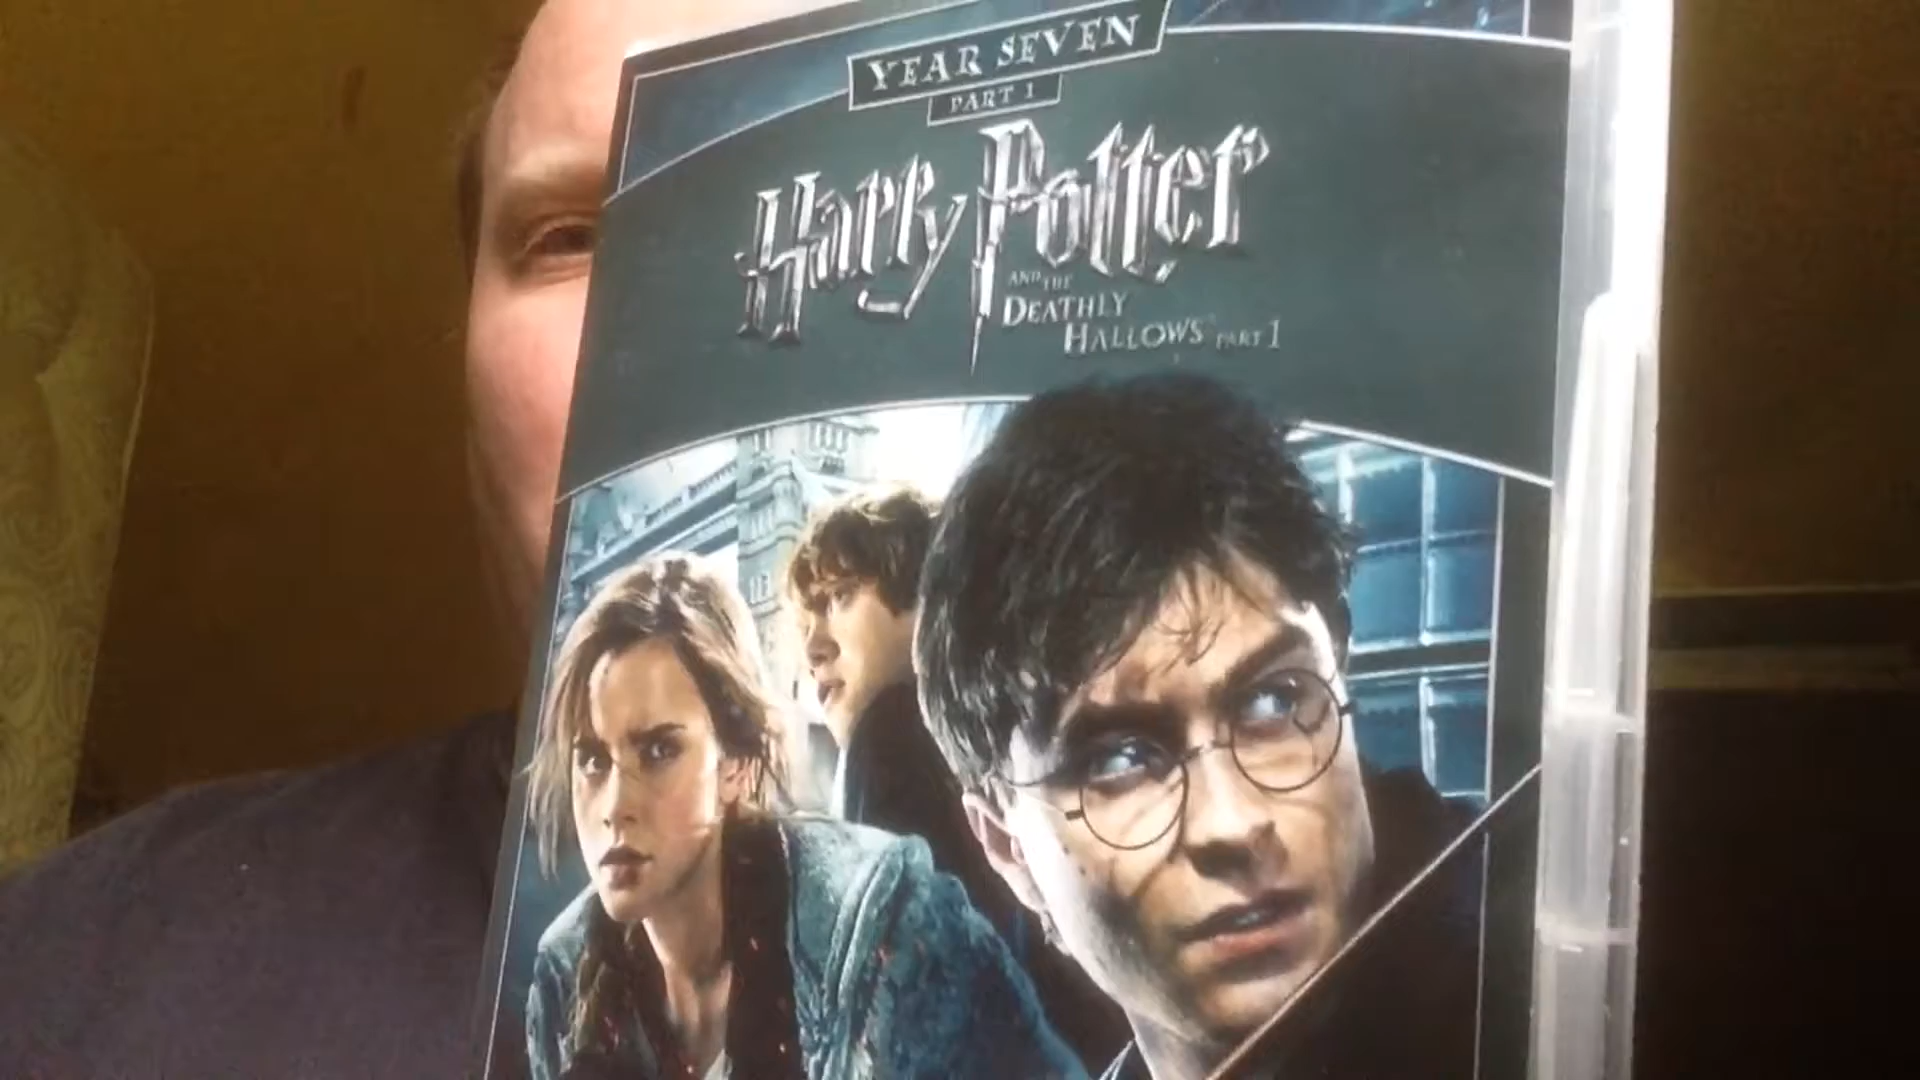 YEAR SEVEN
PART 1
Harry Potter
AND THE
DEATHLY
HALLOWS PART 1